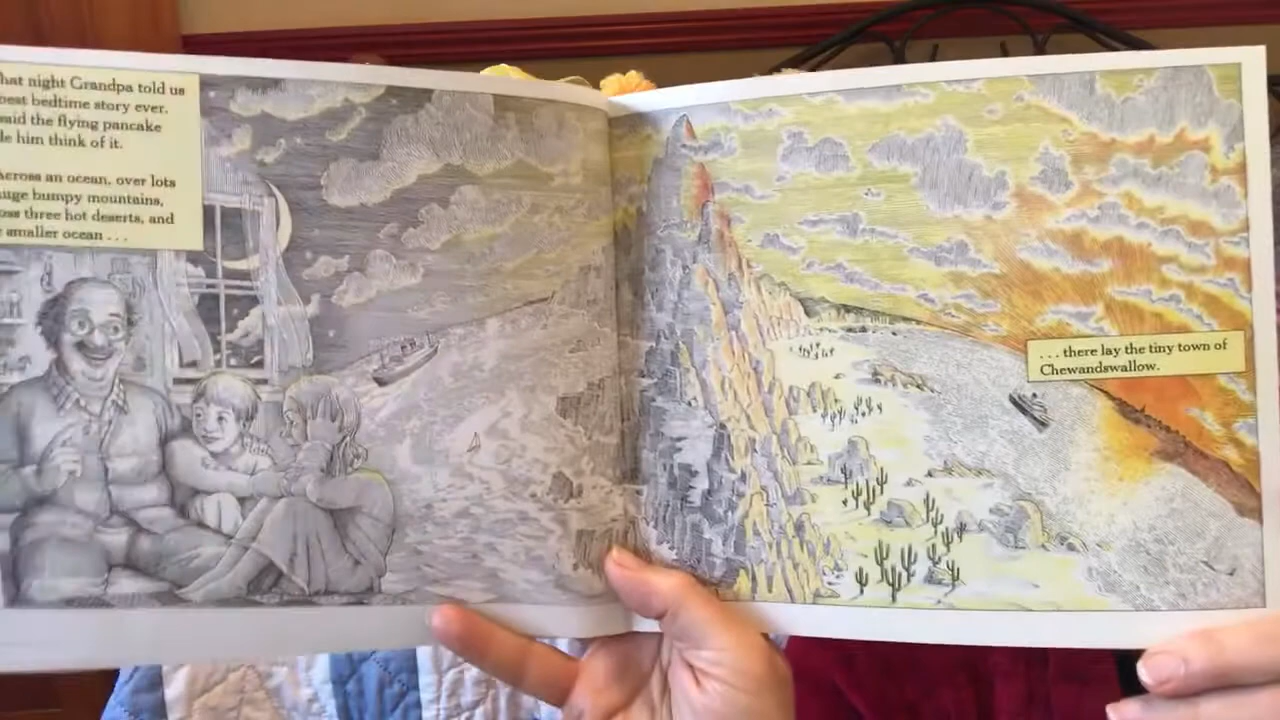 hat night Grandpa told us
best bedtime story ever.
said the flying pancake
de him think of it.
Across an ocean, over lots
huge bumpy mountains,
oss three hot deserts, and
smaller ocean . . .
. . . there lay the tiny town of
Chewandswallow.